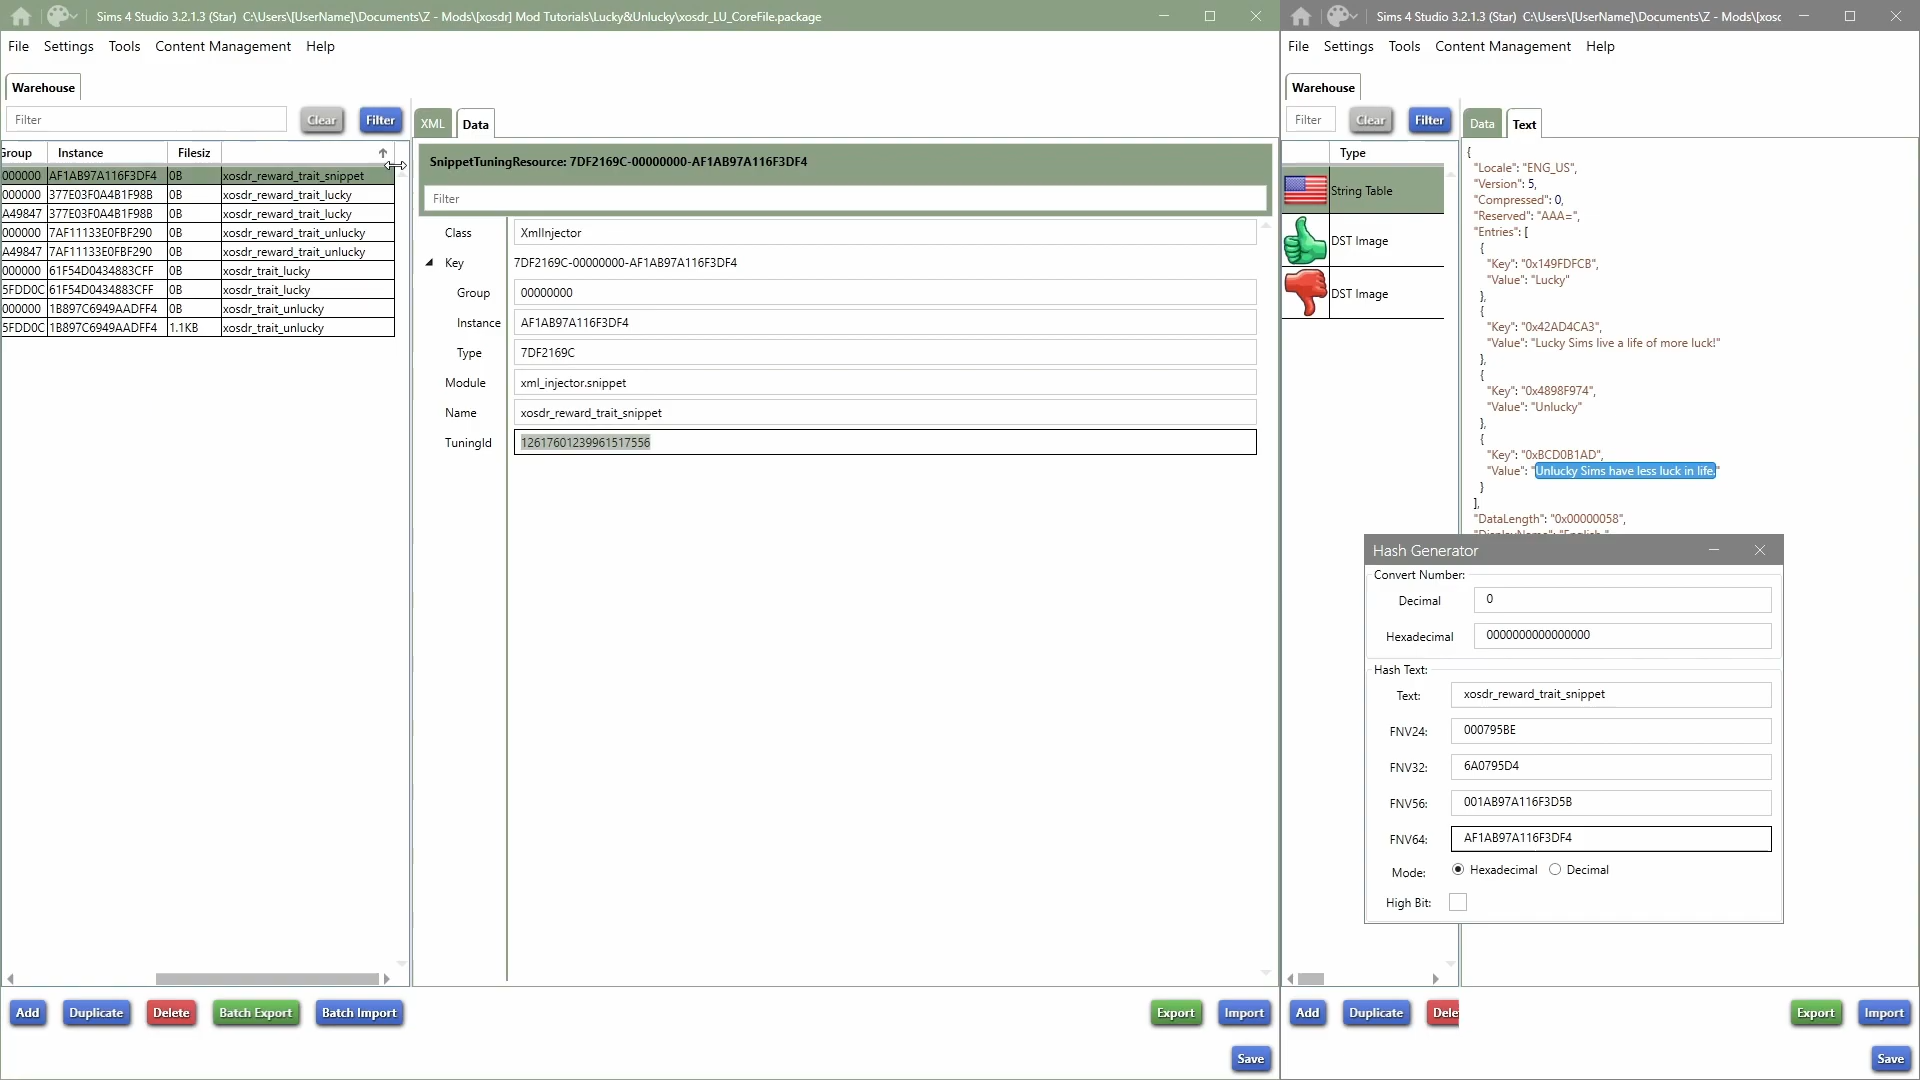 Sims 4 Studio 3.2.1.3 (Star)  C:\Users\[UserName]\Documents\Z - Mods\[xosdr] Mod Tutorials\Lucky&Unlucky\xosdr_LU_CoreFile.package
File Settings Tools Content Management Help
Warehouse
Filter Clear Filter
Group Instance Filesiz
000000 AF1AB97A116F3DF4 0B xosdr_reward_trait_snippet
000000 377E03F0A4B1F98B 0B xosdr_reward_trait_lucky
A49847 377E03F0A4B1F98B 0B xosdr_reward_trait_lucky
000000 7AF11133E0FBF290 0B xosdr_reward_trait_unlucky
A49847 7AF11133E0FBF290 0B xosdr_reward_trait_unlucky
000000 61F54D0434883CFF 0B xosdr_trait_lucky
5FDD0C 61F54D0434883CFF 0B xosdr_trait_lucky
000000 1B897C6949AADFF4 0B xosdr_trait_unlucky
5FDD0C 1B897C6949AADFF4 1.1KB xosdr_trait_unlucky
XML Data
SnippetTuningResource: 7DF2169C-00000000-AF1AB97A116F3DF4
Filter
Class XmlInjector
Key 7DF2169C-00000000-AF1AB97A116F3DF4
Group 00000000
Instance AF1AB97A116F3DF4
Type 7DF2169C
Module xml_injector.snippet
Name xosdr_reward_trait_snippet
TuningId 12617601239961517556
Add Duplicate Delete Batch Export Batch Import Export Import
Save
Sims 4 Studio 3.2.1.3 (Star)  C:\Users\[UserName]\Documents\Z - Mods\[xosc
File Settings Tools Content Management Help
Warehouse
Filter Clear Filter
Type
String Table
DST Image
DST Image
Data Text
{
"Locale": "ENG_US",
"Version": 5,
"Compressed": 0,
"Reserved": "AAA=",
"Entries": [
{
"Key": "0x149FDFCB",
"Value": "Lucky"
},
{
"Key": "0x42AD4CA3",
"Value": "Lucky Sims live a life of more luck!"
},
{
"Key": "0x4898F974",
"Value": "Unlucky"
},
{
"Key": "0xBCD0B1AD",
"Value": "Unlucky Sims have less luck in life."
}
],
"DataLength": "0x00000058",
"DisplayName": "English "
Hash Generator
Convert Number:
Decimal 0
Hexadecimal 0000000000000000
Hash Text:
Text: xosdr_reward_trait_snippet
FNV24: 000795BE
FNV32: 6A0795D4
FNV56: 001AB97A116F3D5B
FNV64: AF1AB97A116F3DF4
Mode: Hexadecimal Decimal
High Bit:
Add Duplicate Dele Export Import
Save